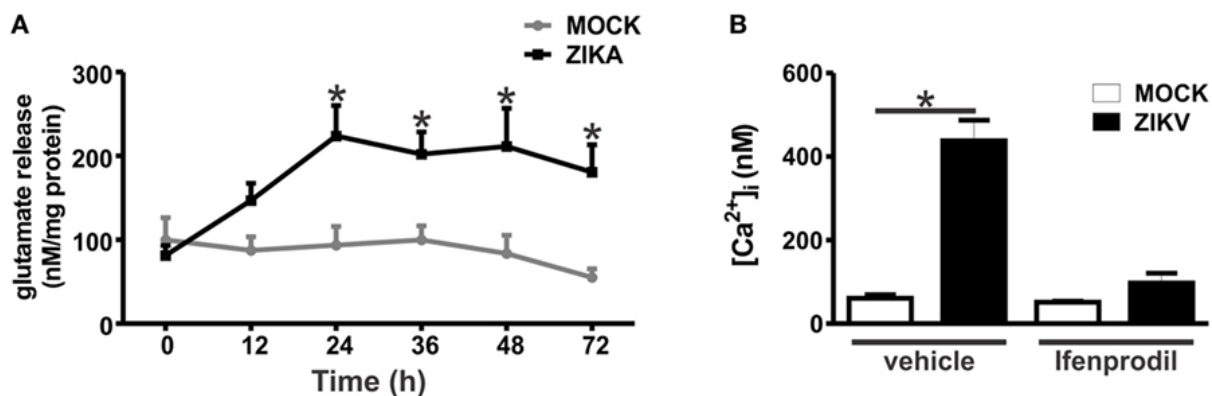 A
MOCK
ZIKA
glutamate release
(nM/mg protein)
300
200
100
0
*
*
*
*
0 12 24 36 48 72
Time (h)
B
MOCK
ZIKV
[Ca²⁺]ᵢ (nM)
600
400
200
0
*
vehicle Ifenprodil